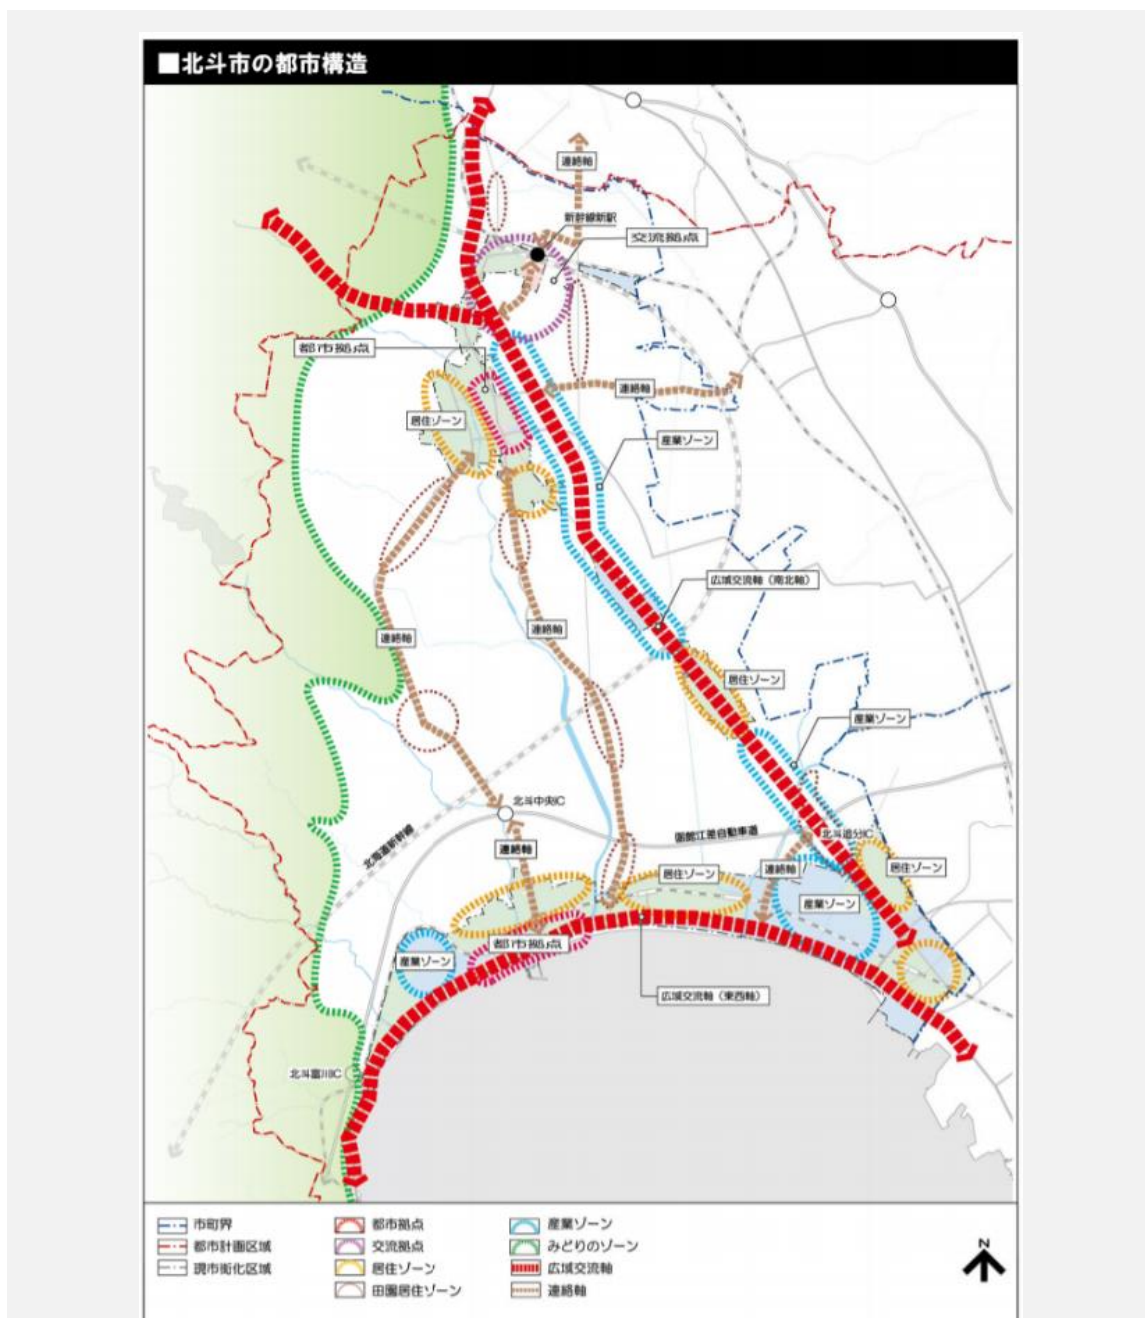 ■北斗市の都市構造
連絡軸
新幹線新駅
交流拠点
都市拠点
連絡軸
居住ゾーン
産業ゾーン
広域交流軸（南北軸）
連絡軸
連絡軸
居住ゾーン
産業ゾーン
北斗中央IC
北海道新幹線
函館江差自動車道
北斗追分IC
連絡軸
連絡軸
居住ゾーン
居住ゾーン
産業ゾーン
都市拠点
産業ゾーン
広域交流軸（東西軸）
北斗富川IC
市町界
都市計画区域
現市街化区域
都市拠点
交流拠点
居住ゾーン
田園居住ゾーン
産業ゾーン
みどりのゾーン
広域交流軸
連絡軸
N